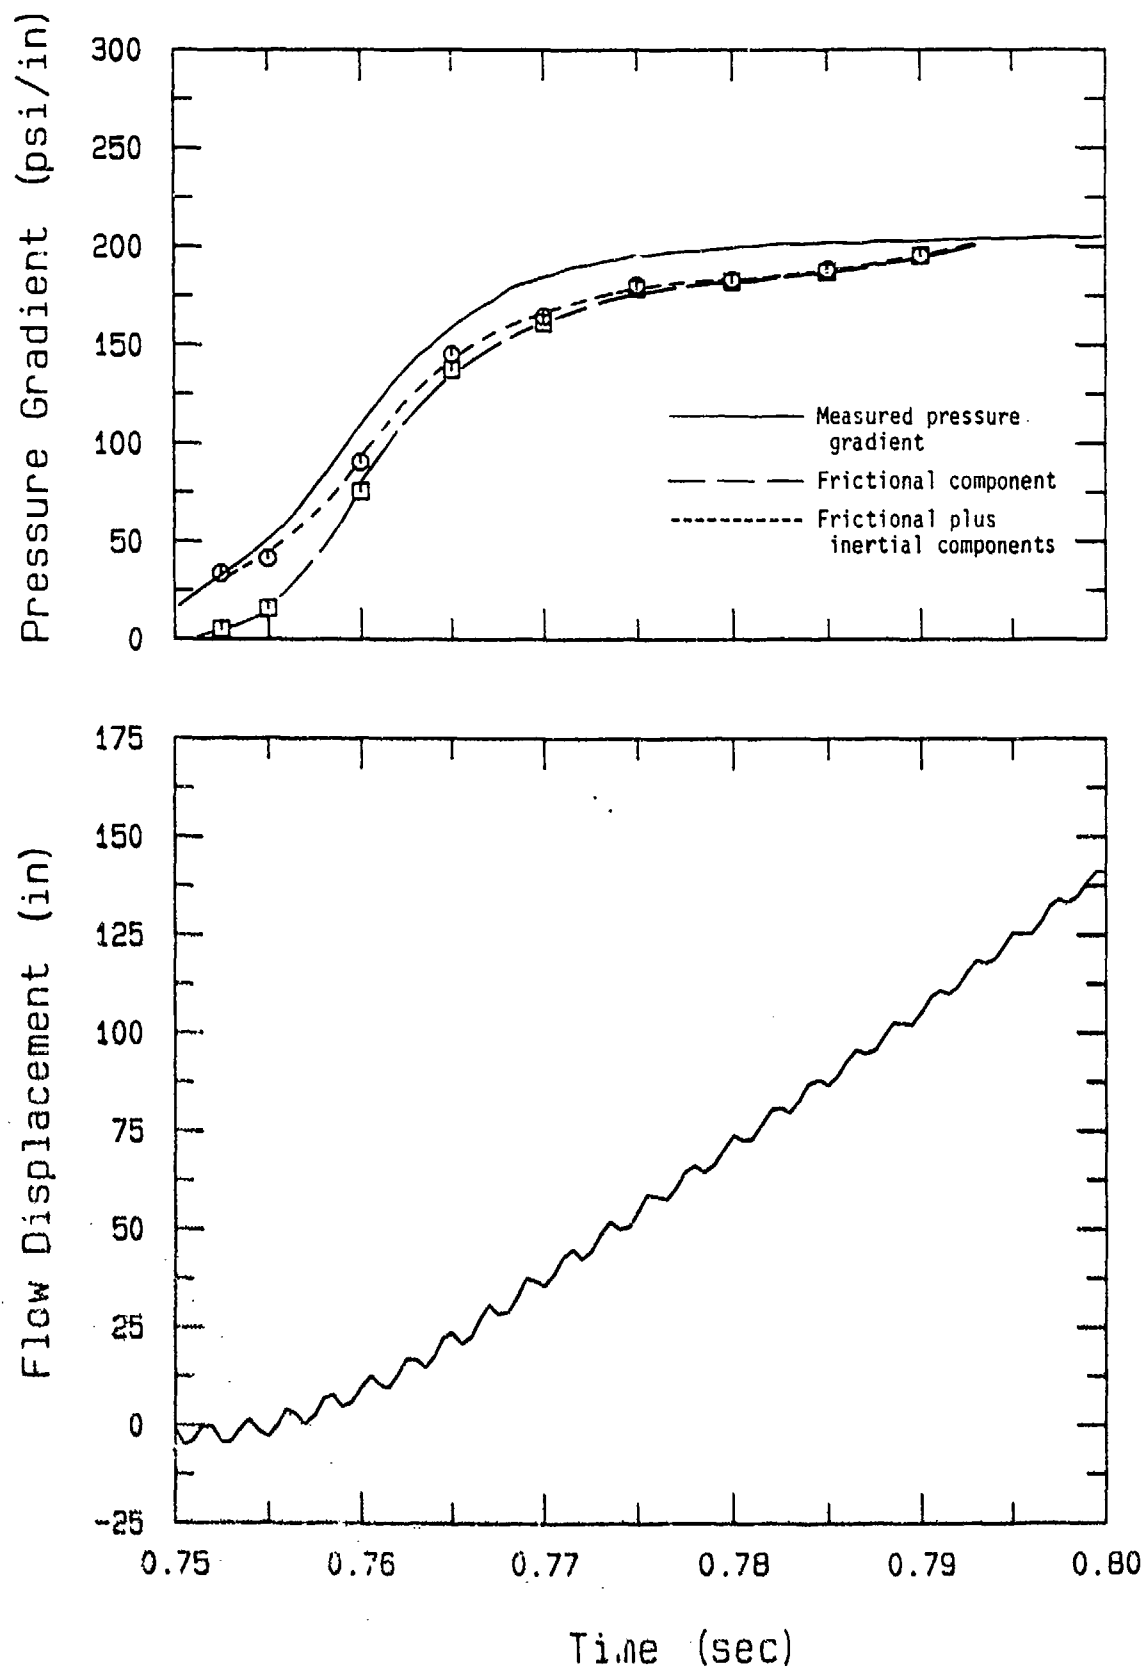 Pressure Gradient (psi/in)
300
250
200
150
100
50
0
Measured pressure
gradient
Frictional component
Frictional plus
inertial components
Flow Displacement (in)
175
150
125
100
75
50
25
0
-25
0.75 0.76 0.77 0.78 0.79 0.80
Time (sec)